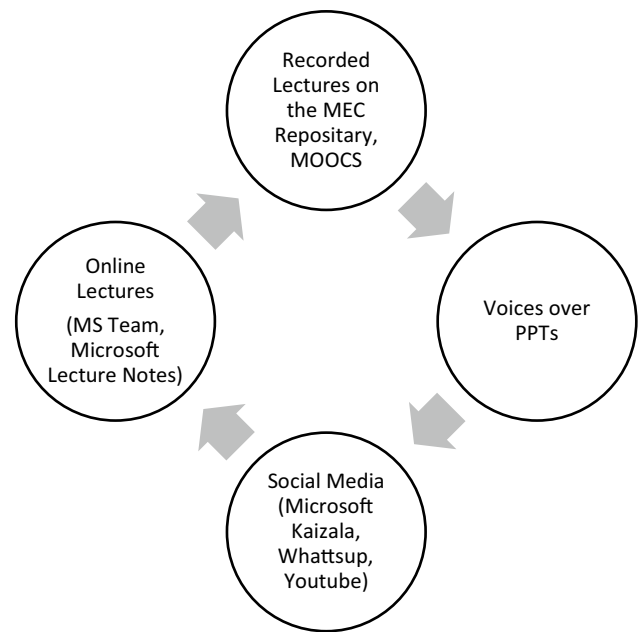 Recorded
Lectures on
the MEC
Repositary,
MOOCS
Voices over
PPTs
Social Media
(Microsoft
Kaizala,
Whattsup,
Youtube)
Online
Lectures
(MS Team,
Microsoft
Lecture Notes)